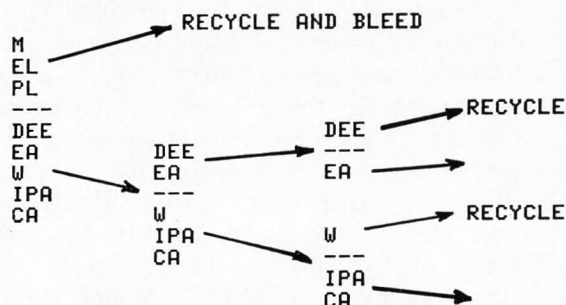 RECYCLE AND BLEED
M
EL
PL
---
DEE
EA
W
IPA
CA
DEE
EA
---
W
IPA
CA
DEE
---
EA
RECYCLE
W
---
IPA
CA
RECYCLE